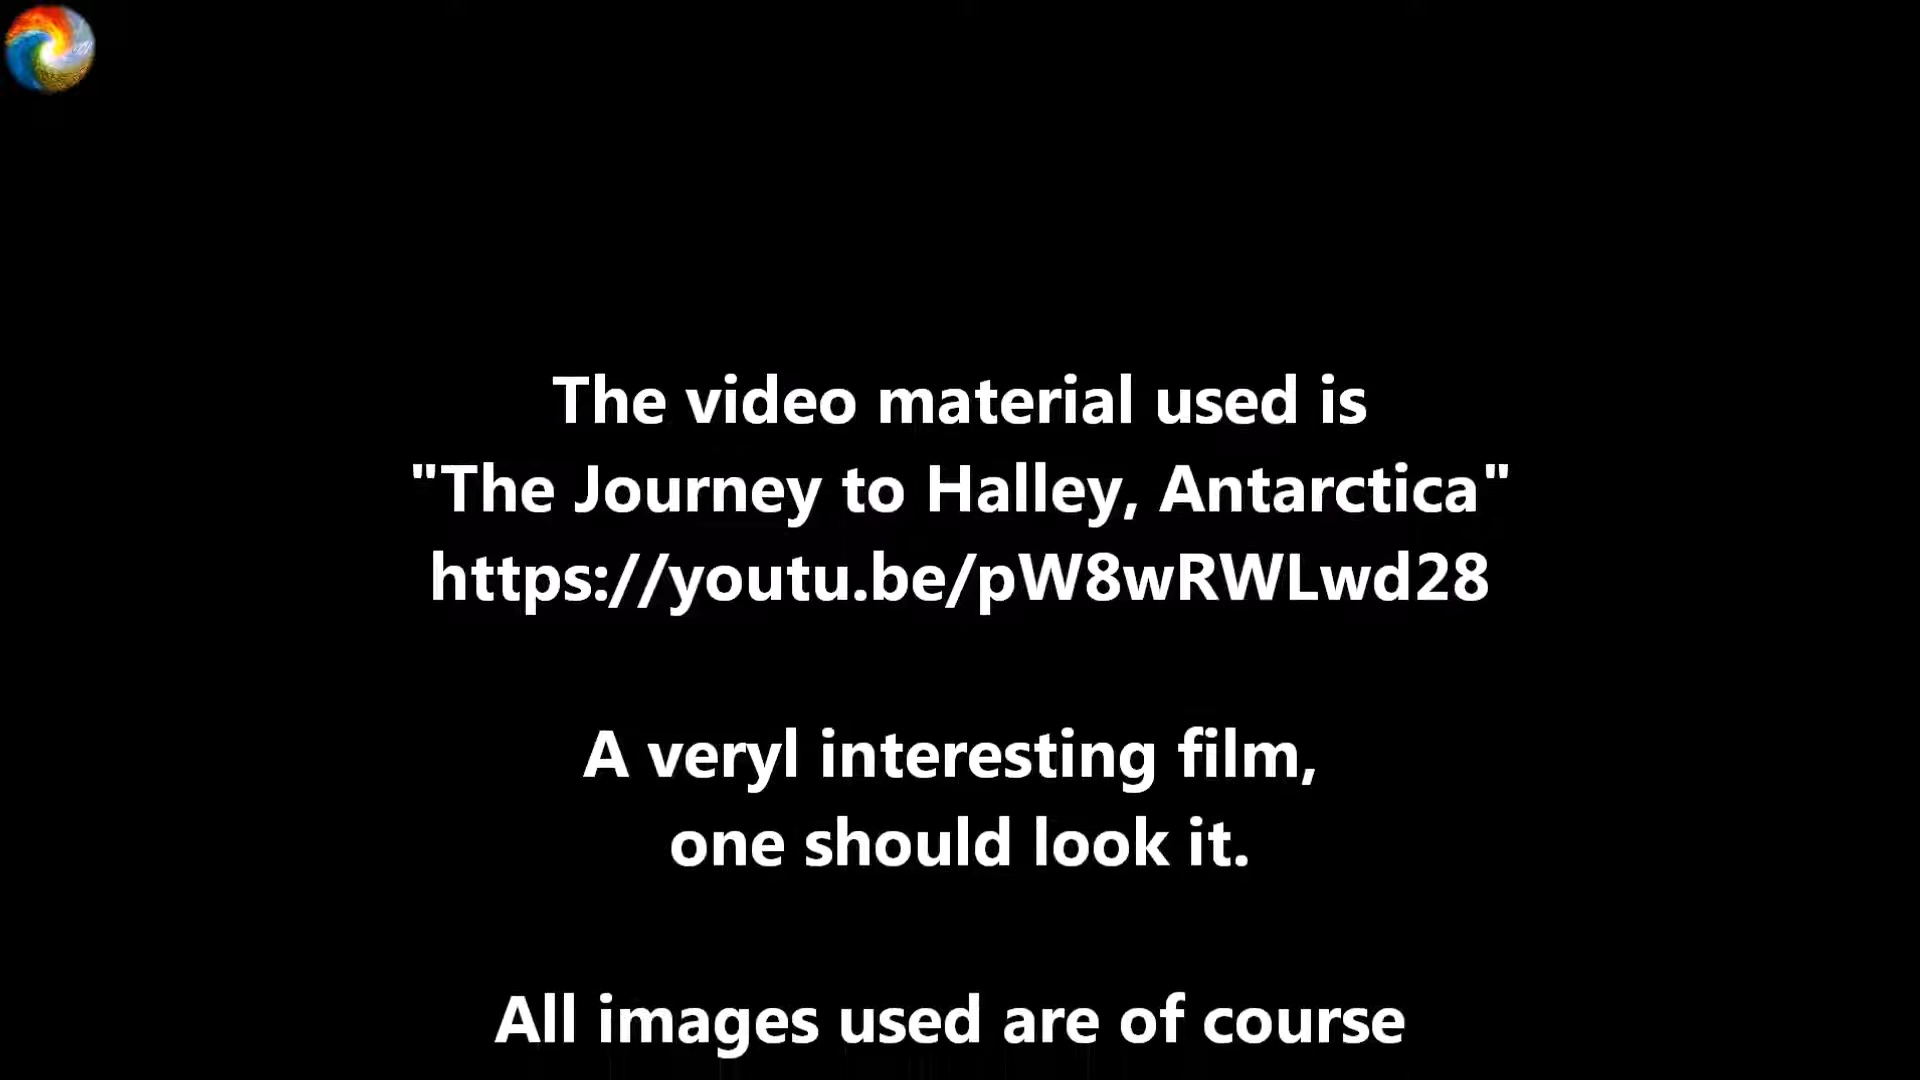 The video material used is
"The Journey to Halley, Antarctica"
https://youtu.be/pW8wRWLwd28
A veryl interesting film,
one should look it.
All images used are of course